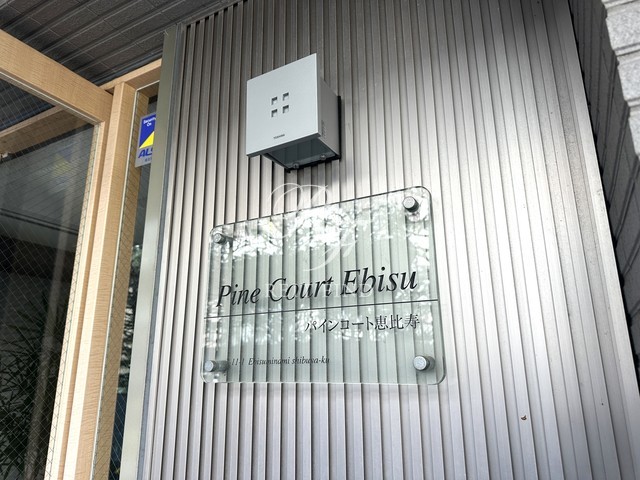 Pine Court Ebisu
パインコート恵比寿
Ebisuminami shibuya-ku